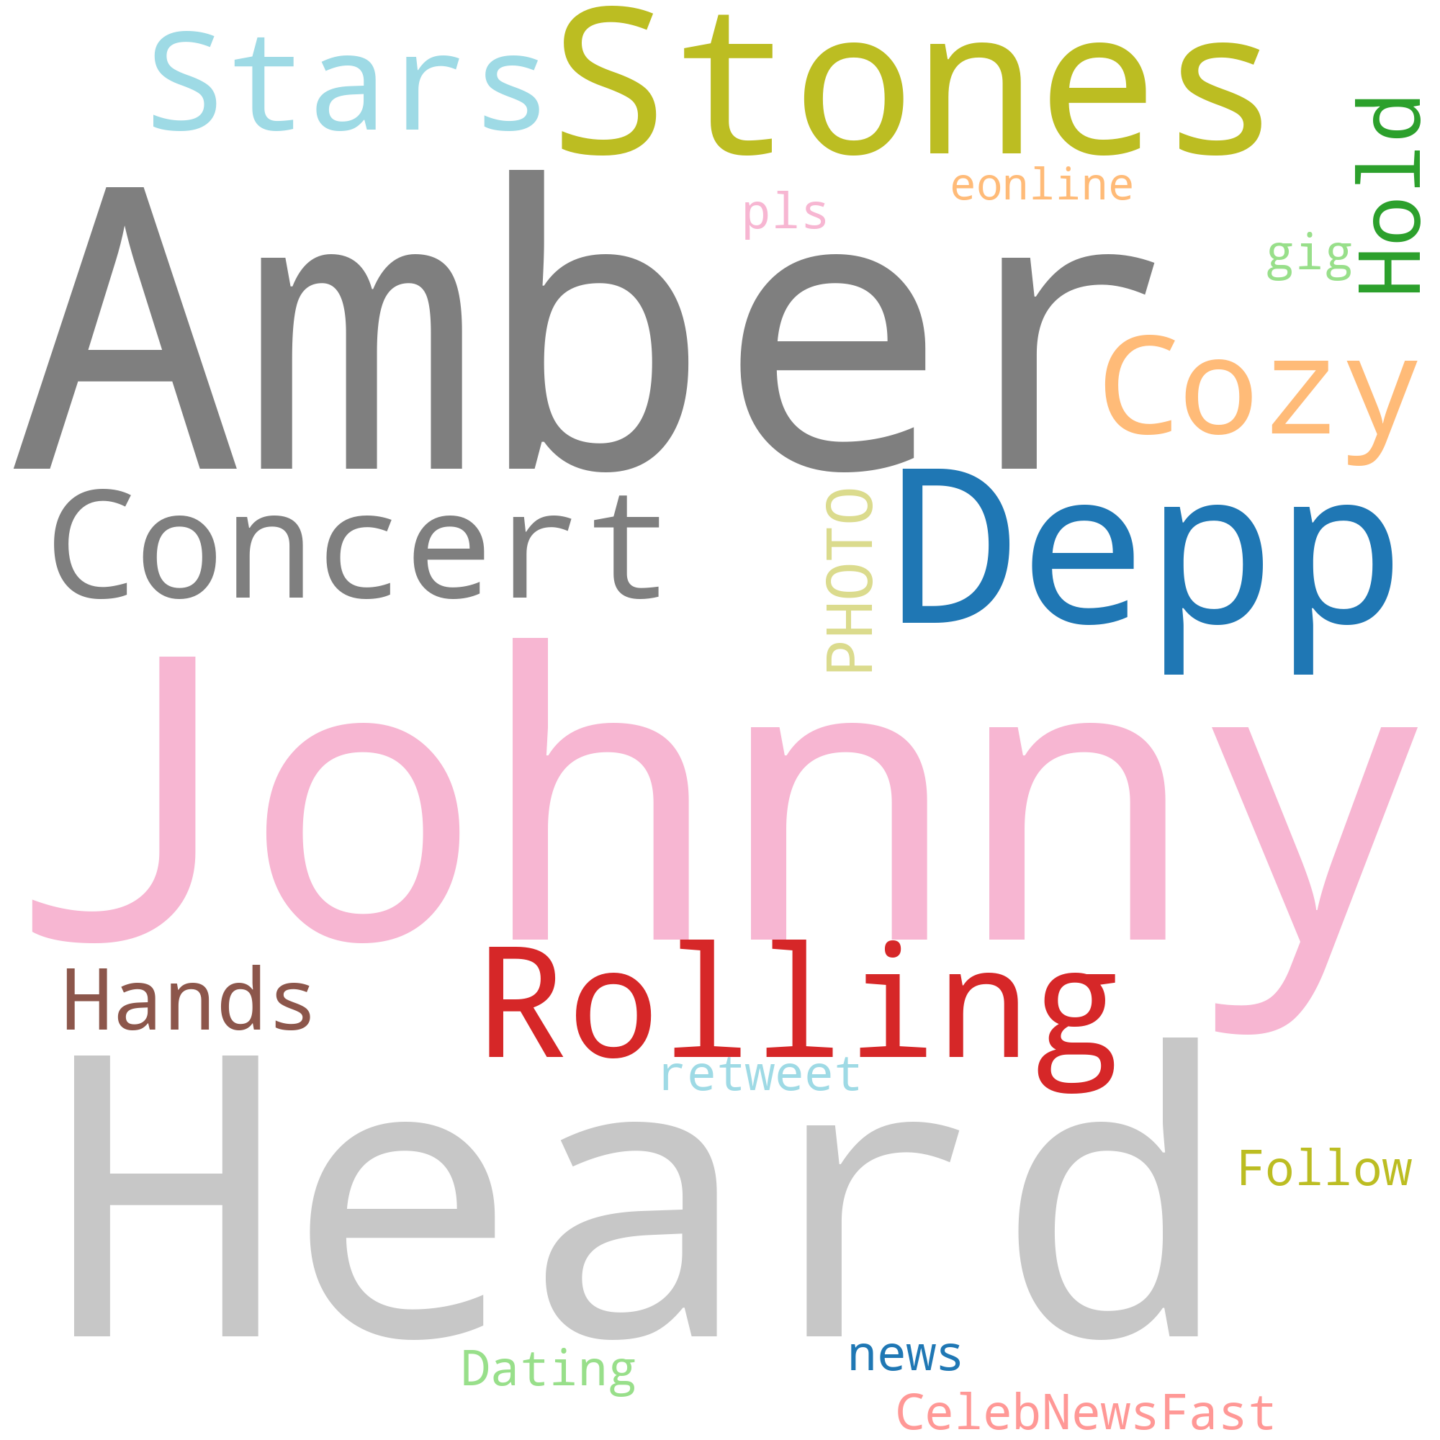 Stars Stones
Hold
eonline
pls
gig
Amber
Cozy
Concert
PHOTO
Depp
Johnny
Hands
Rolling
retweet
Heard
Follow
Dating
news
CelebNewsFast